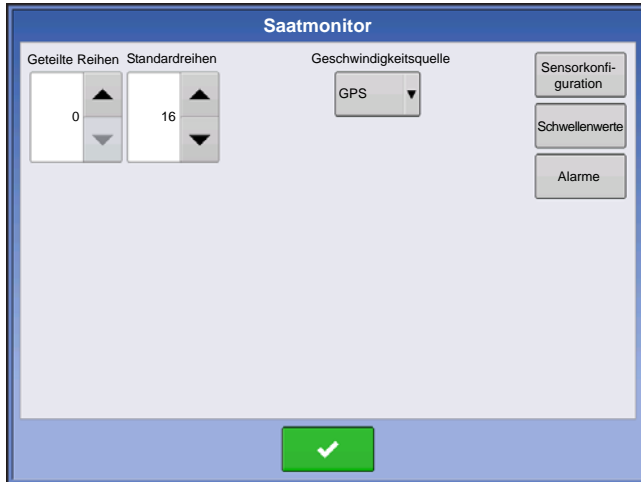 Saatmonitor
Geteilte Reihen Standardreihen
Geschwindigkeitsquelle
0
16
GPS
Sensorkonfi-
guration
Schwellenwerte
Alarme